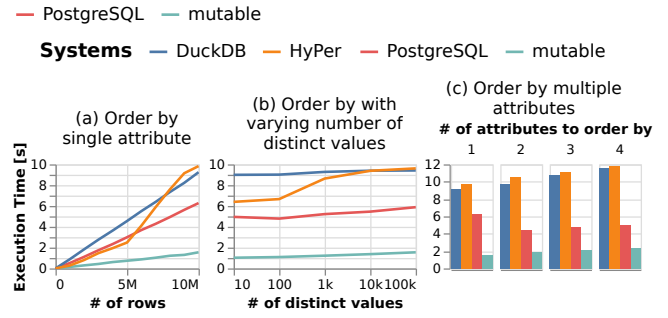 PostgreSQL mutable
Systems DuckDB HyPer PostgreSQL mutable
(a) Order by
single attribute
(b) Order by with
varying number of
distinct values
(c) Order by multiple
attributes
# of attributes to order by
1 2 3 4
Execution Time [s]
10
8
6
4
2
0
0 5M 10M
# of rows
10
8
6
4
2
0
10 100 1k 10k 100k
# of distinct values
12
10
8
6
4
2
0